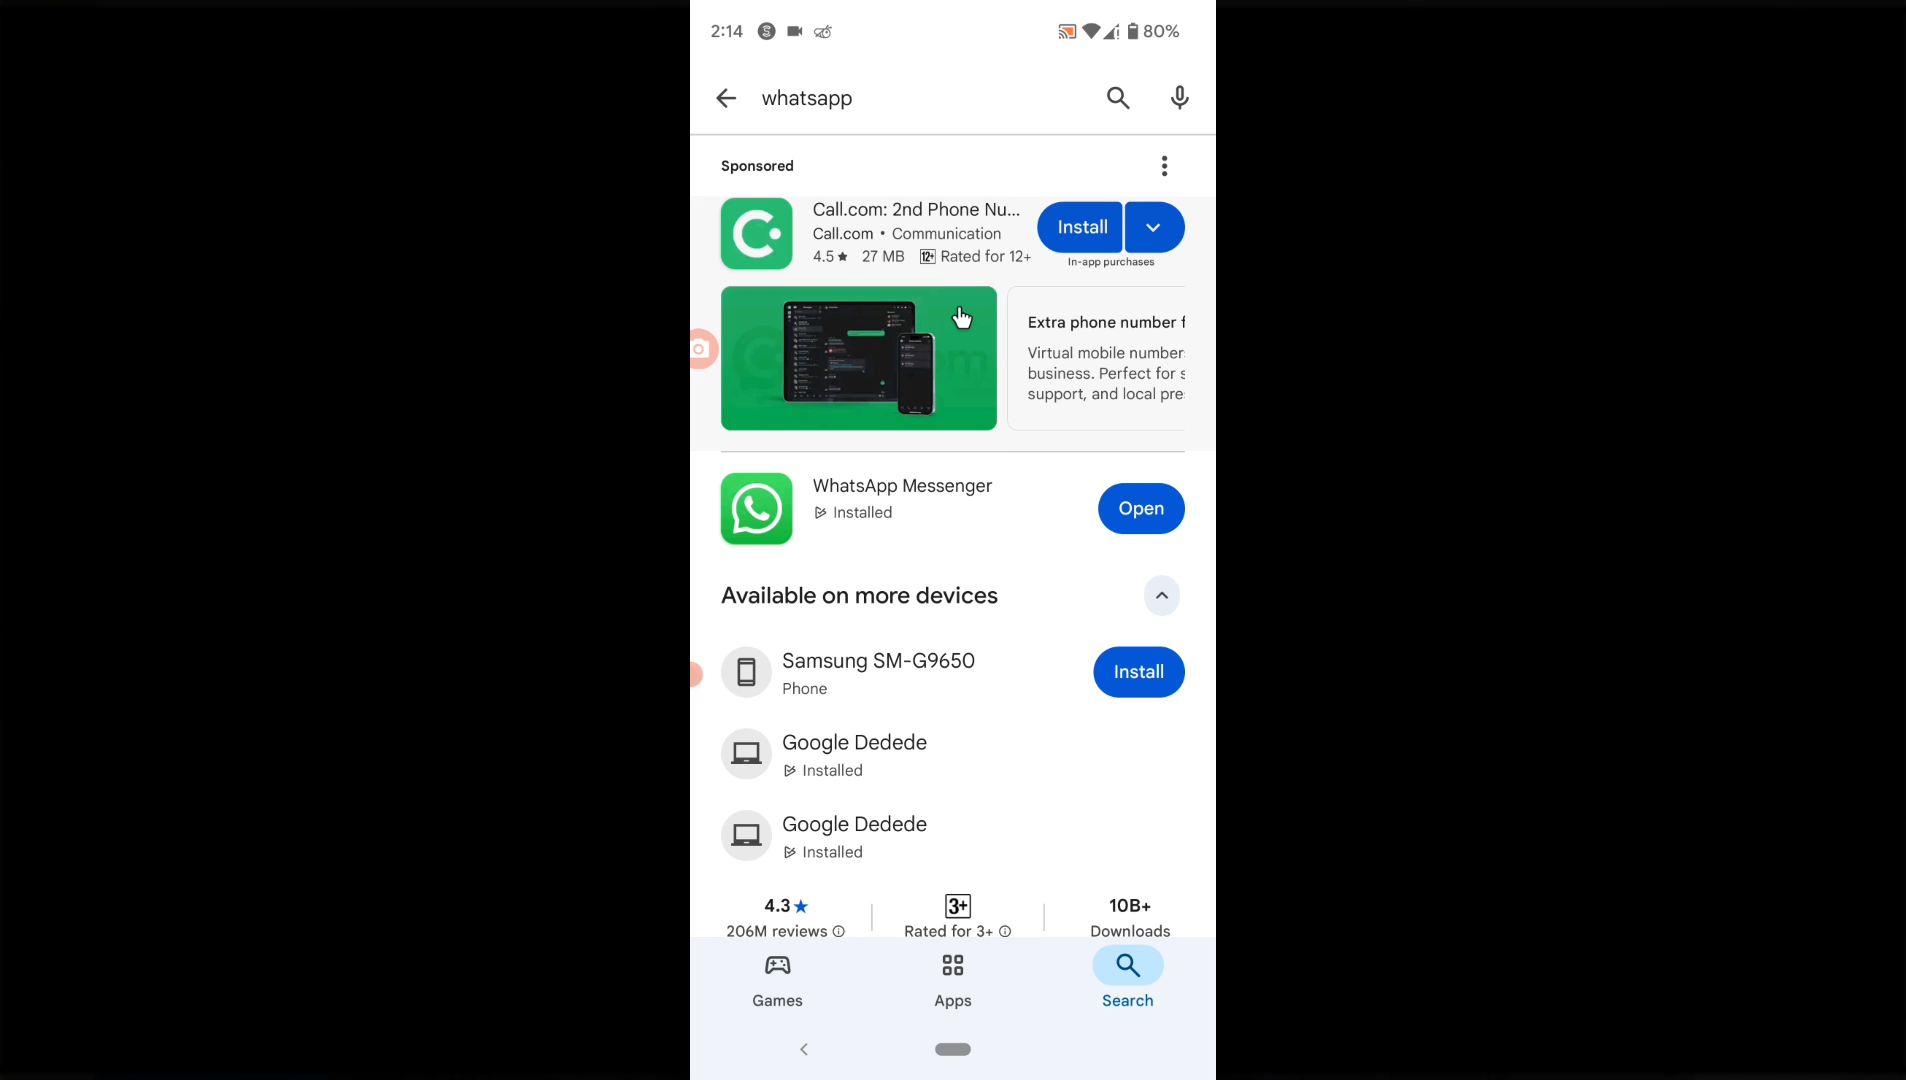 2:14 80%
whatsapp
Sponsored
Call.com: 2nd Phone Nu...
Call.com • Communication
4.5★ 27 MB 12+ Rated for 12+
Install
In-app purchases
Extra phone number f
Virtual mobile number
business. Perfect for s
support, and local pre
WhatsApp Messenger
Installed
Open
Available on more devices
Samsung SM-G9650
Phone
Install
Google Dedede
Installed
Google Dedede
Installed
4.3★ 3+ 10B+
206M reviews Rated for 3+ Downloads
Games Apps Search